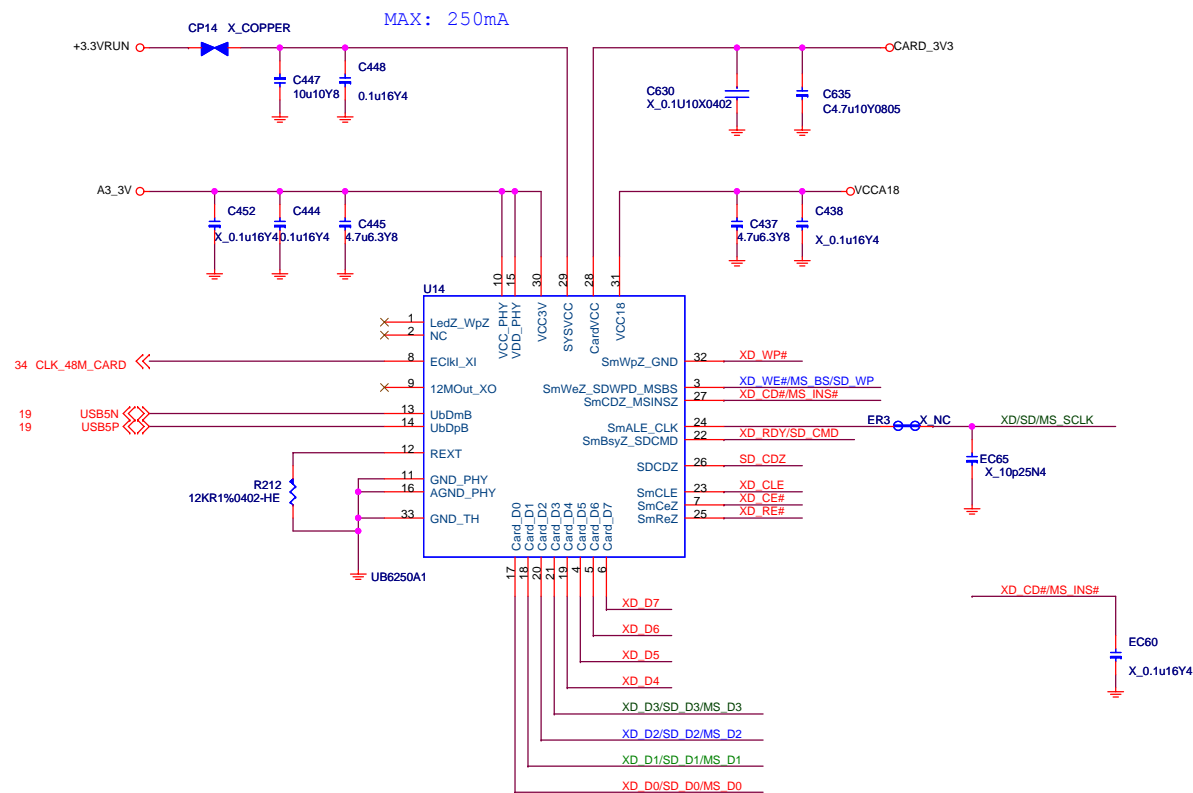 MAX: 250mA
CP14 X_COPPER
+3.3VRUN
CARD_3V3
C447
10u10Y8
C448
0.1u16Y4
C630
X_0.1U10X0402
C635
C4.7u10Y0805
A3_3V
VCCA18
C452
X_0.1u16Y4
C444
0.1u16Y4
C445
4.7u6.3Y8
C437
4.7u6.3Y8
C438
X_0.1u16Y4
10
15
30
29
28
31
U14
VCC_PHY
VDD_PHY
VCC3V
SYSVCC
CardVCC
VCC18
1 LedZ_WpZ
2 NC
34 CLK_48M_CARD 8 EClkI_XI
9 12MOut_XO
19 USB5N 13 UbDmB
19 USB5P 14 UbDpB
12 REXT
11 GND_PHY
16 AGND_PHY
33 GND_TH
R212
12KR1%0402-HE
UB6250A1
SmWpZ_GND 32 XD_WP#
SmWeZ_SDWPD_MSBS 3 XD_WE#/MS_BS/SD_WP
SmCDZ_MSINSZ 27 XD_CD#/MS_INS#
SmALE_CLK 24 ER3 X_NC XD/SD/MS_SCLK
SmBsyZ_SDCMD 22 XD_RDY/SD_CMD
SDCDZ 26 SD_CDZ
SmCLE 23 XD_CLE
SmCeZ 7 XD_CE#
SmReZ 25 XD_RE#
EC65
X_10p25N4
Card_D0
Card_D1
Card_D2
Card_D3
Card_D4
Card_D5
Card_D6
Card_D7
17
18
20
21
19
4
5
6
XD_D7
XD_D6
XD_D5
XD_D4
XD_D3/SD_D3/MS_D3
XD_D2/SD_D2/MS_D2
XD_D1/SD_D1/MS_D1
XD_D0/SD_D0/MS_D0
XD_CD#/MS_INS#
EC60
X_0.1u16Y4